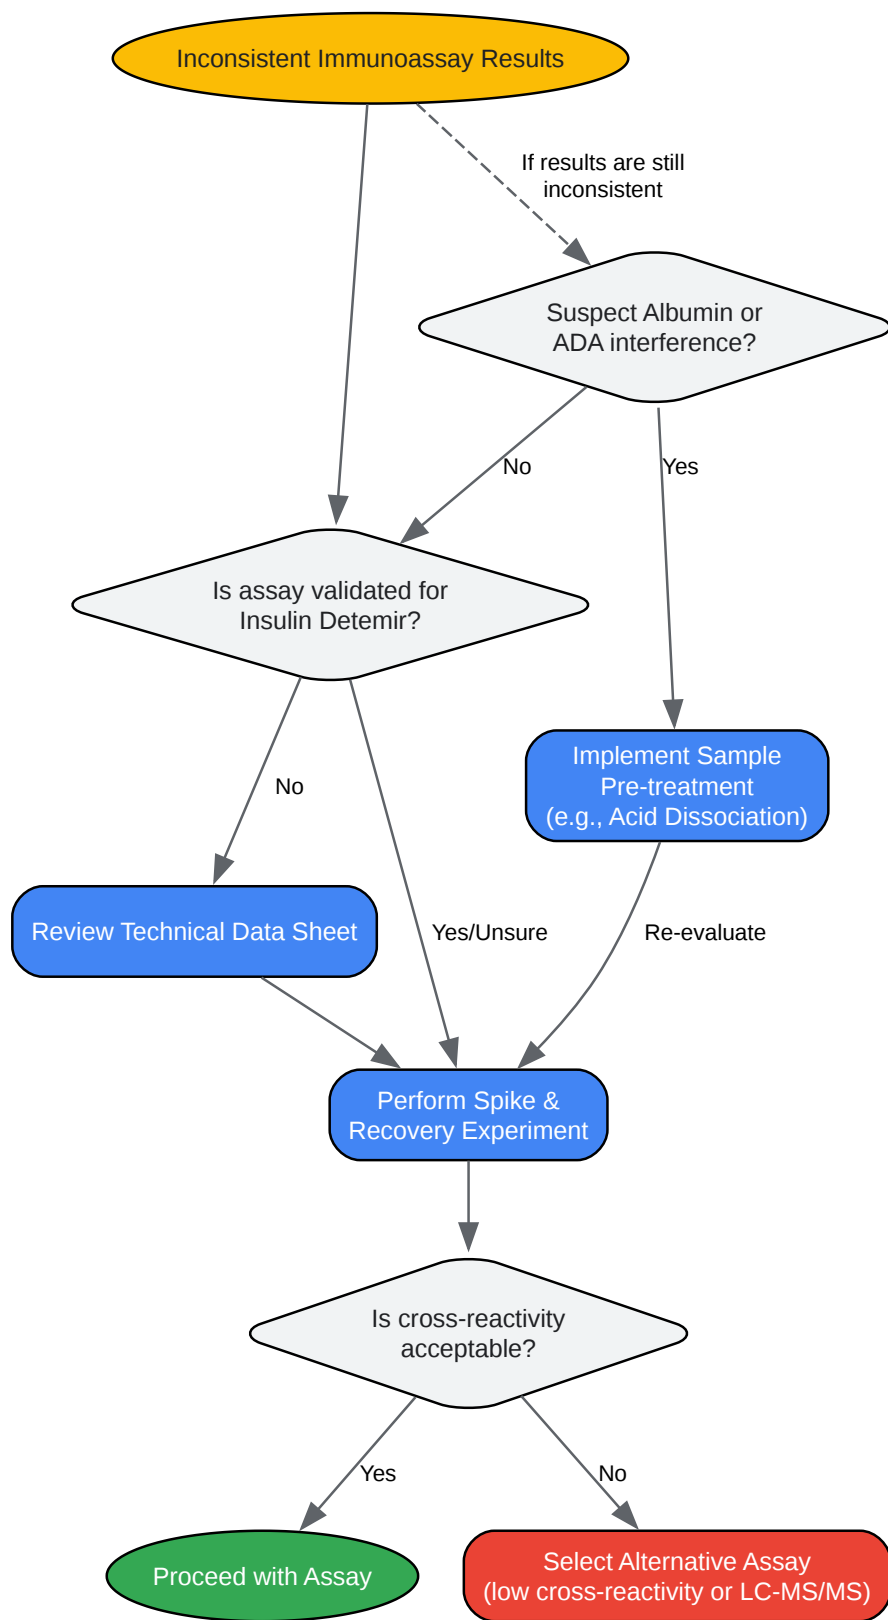 Inconsistent Immunoassay Results
If results are still
inconsistent
Suspect Albumin or
ADA interference?
No
Yes
Is assay validated for
Insulin Detemir?
Implement Sample
Pre-treatment
(e.g., Acid Dissociation)
No
Review Technical Data Sheet
Yes/Unsure
Re-evaluate
Perform Spike &
Recovery Experiment
Is cross-reactivity
acceptable?
Yes
No
Proceed with Assay
Select Alternative Assay
(low cross-reactivity or LC-MS/MS)